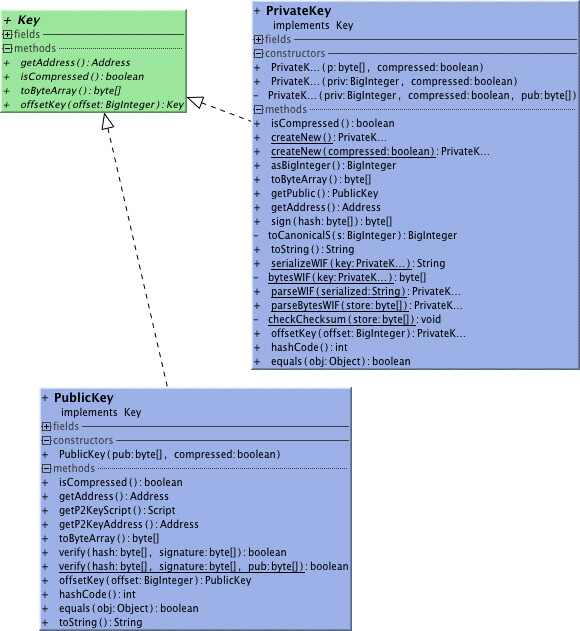 + Key
fields
methods
+ getAddress(): Address
+ isCompressed(): boolean
+ toByteArray(): byte[]
+ offsetKey(offset: BigInteger): Key
+ PrivateKey
implements Key
fields
constructors
+ PrivateK...(p: byte[], compressed: boolean)
+ PrivateK...(priv: BigInteger, compressed: boolean)
- PrivateK...(priv: BigInteger, compressed: boolean, pub: byte[])
methods
+ isCompressed(): boolean
+ createNew(): PrivateK...
+ createNew(compressed: boolean): PrivateK...
+ asBigInteger(): BigInteger
+ toByteArray(): byte[]
+ getPublic(): PublicKey
+ getAddress(): Address
+ sign(hash: byte[]): byte[]
- toCanonicalS(s: BigInteger): BigInteger
+ toString(): String
+ serializeWIF(key: PrivateK...): String
- bytesWIF(key: PrivateK...): byte[]
+ parseWIF(serialized: String): PrivateK...
+ parseBytesWIF(store: byte[]): PrivateK...
- checkChecksum(store: byte[]): void
+ offsetKey(offset: BigInteger): PrivateK...
+ hashCode(): int
+ equals(obj: Object): boolean
+ PublicKey
implements Key
fields
constructors
+ PublicKey(pub: byte[], compressed: boolean)
methods
+ isCompressed(): boolean
+ getAddress(): Address
+ getP2KeyScript(): Script
+ getP2KeyAddress(): Address
+ toByteArray(): byte[]
+ verify(hash: byte[], signature: byte[]): boolean
+ verify(hash: byte[], signature: byte[], pub: byte[]): boolean
+ offsetKey(offset: BigInteger): PublicKey
+ hashCode(): int
+ equals(obj: Object): boolean
+ toString(): String